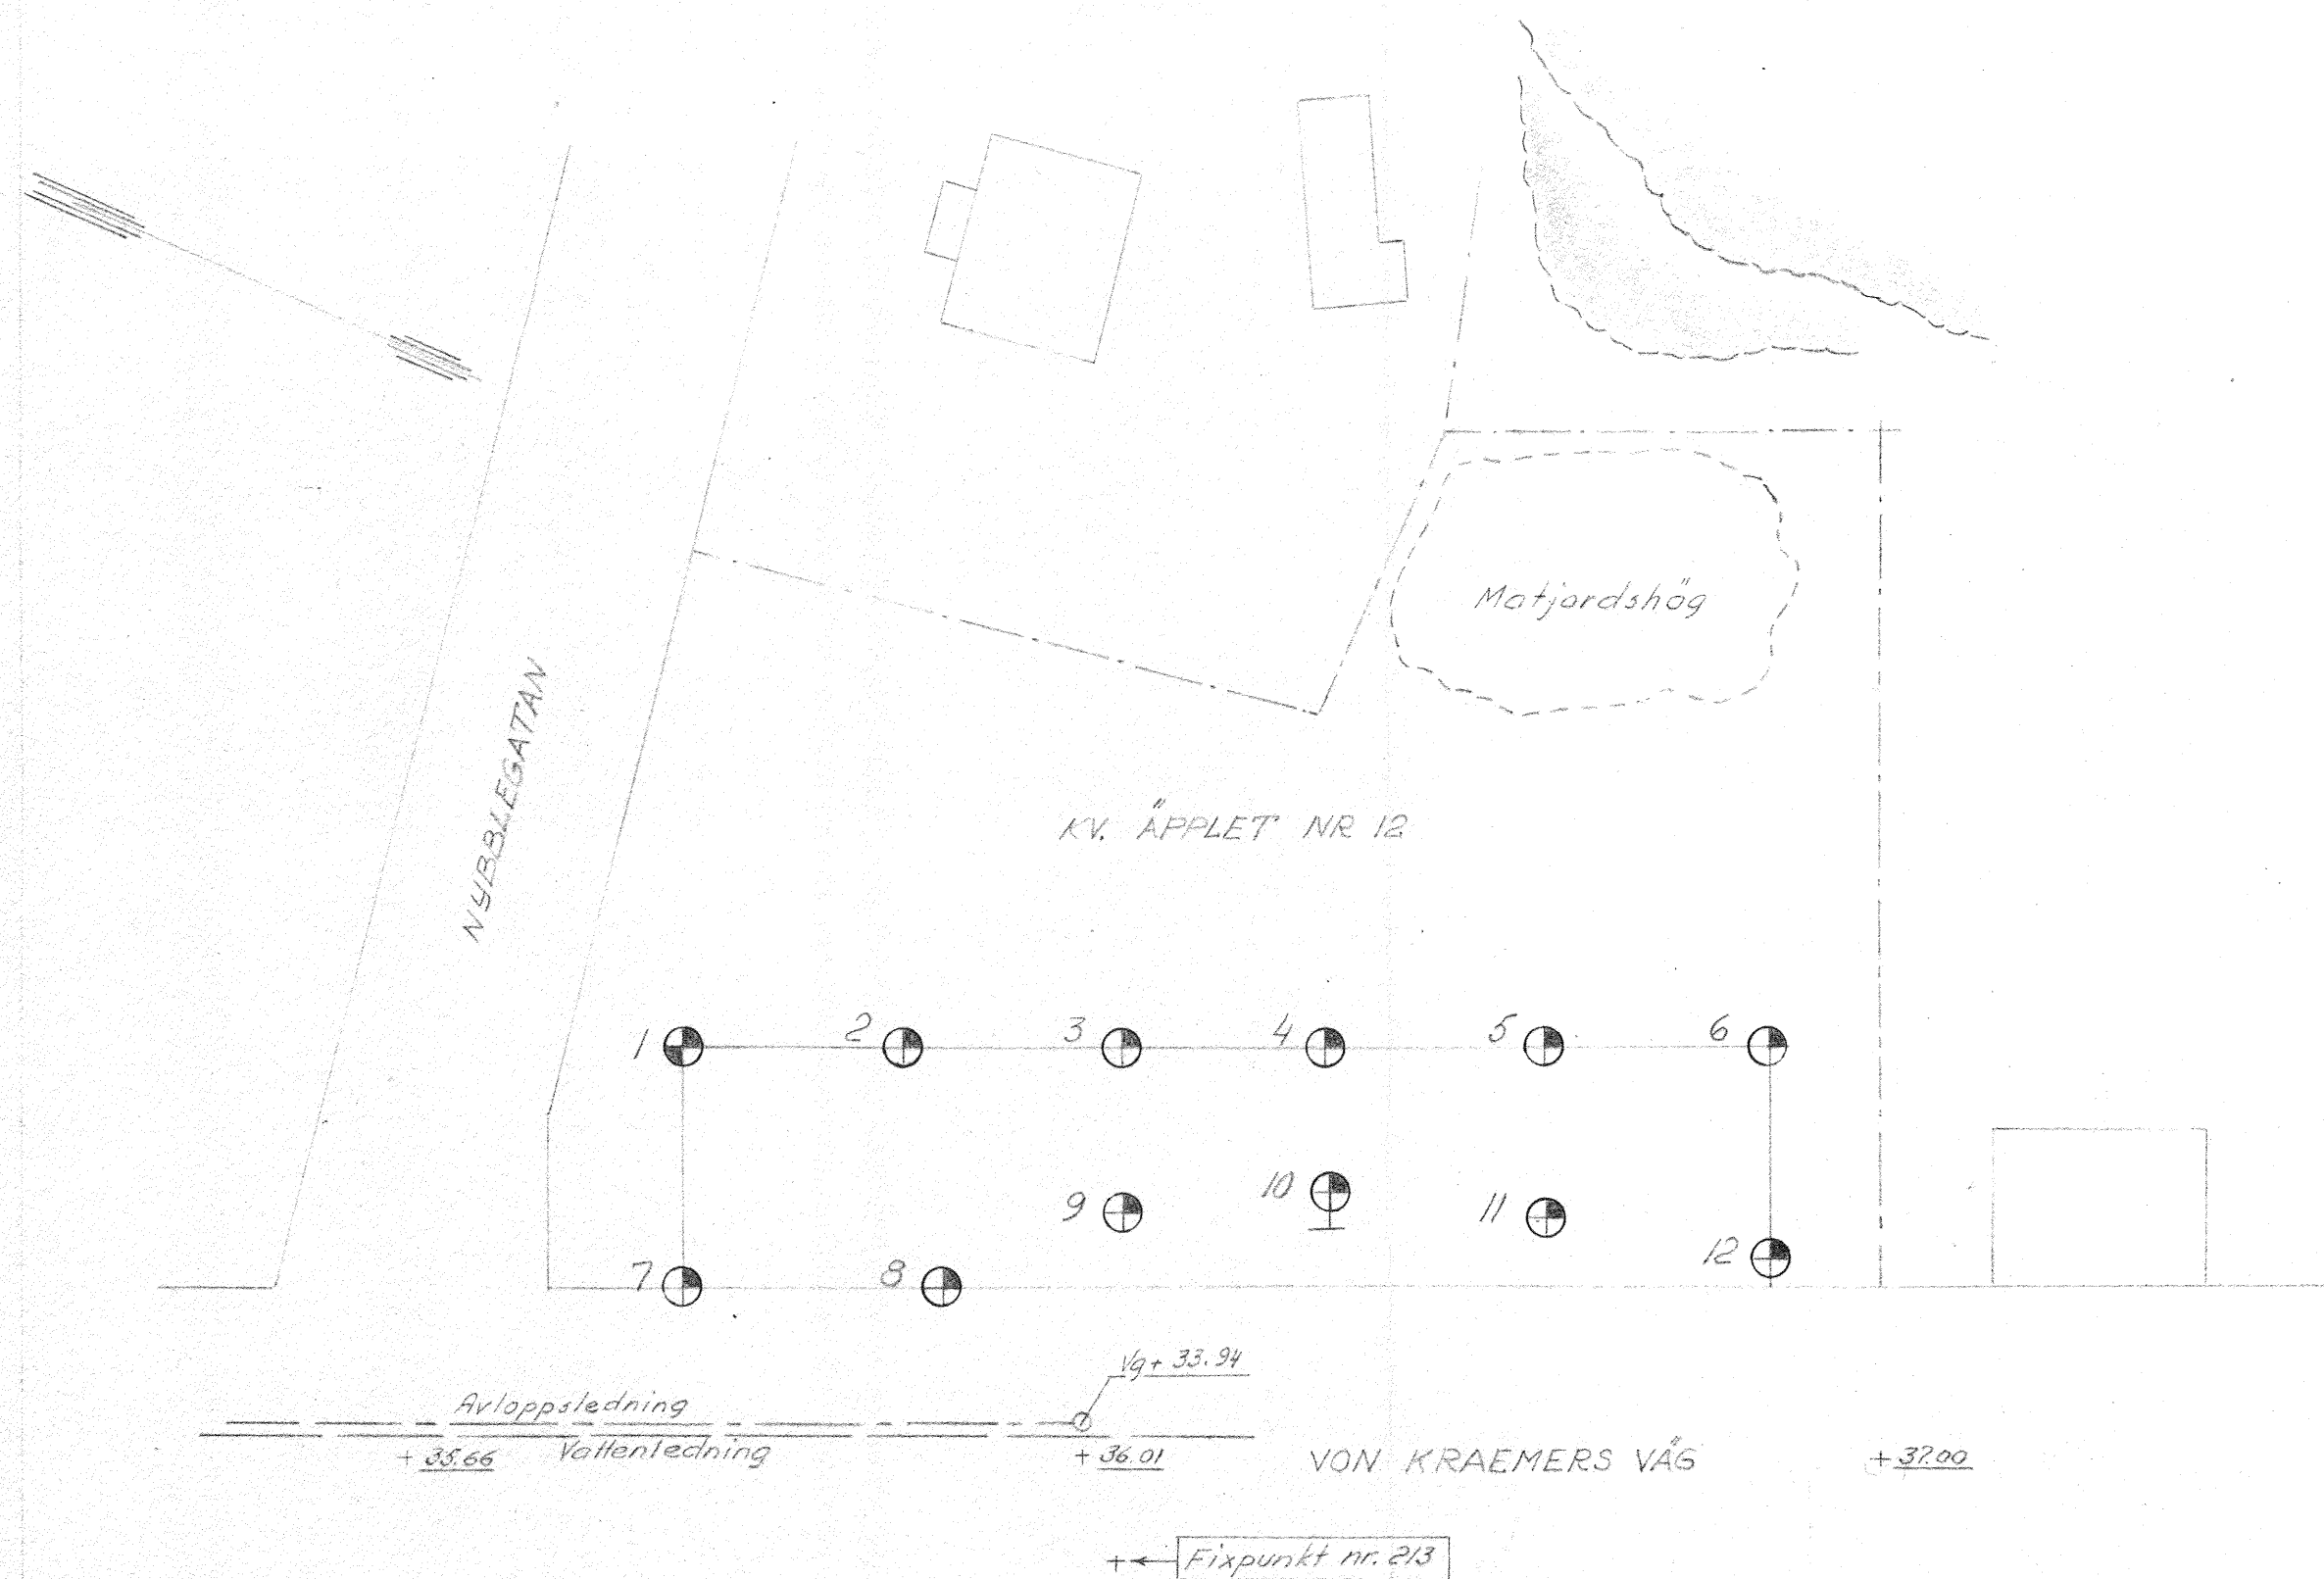 Matjordshög
NYBBLEGATAN
KV. ÄPPLET NR 12
1 2 3 4 5 6
9 10 11
7 8 12
Vg+ 33.94
Avloppsledning
+ 35.66 Vattenledning + 36.01 VON KRAEMERS VÄG + 37.00
+ Fixpunkt nr. 213